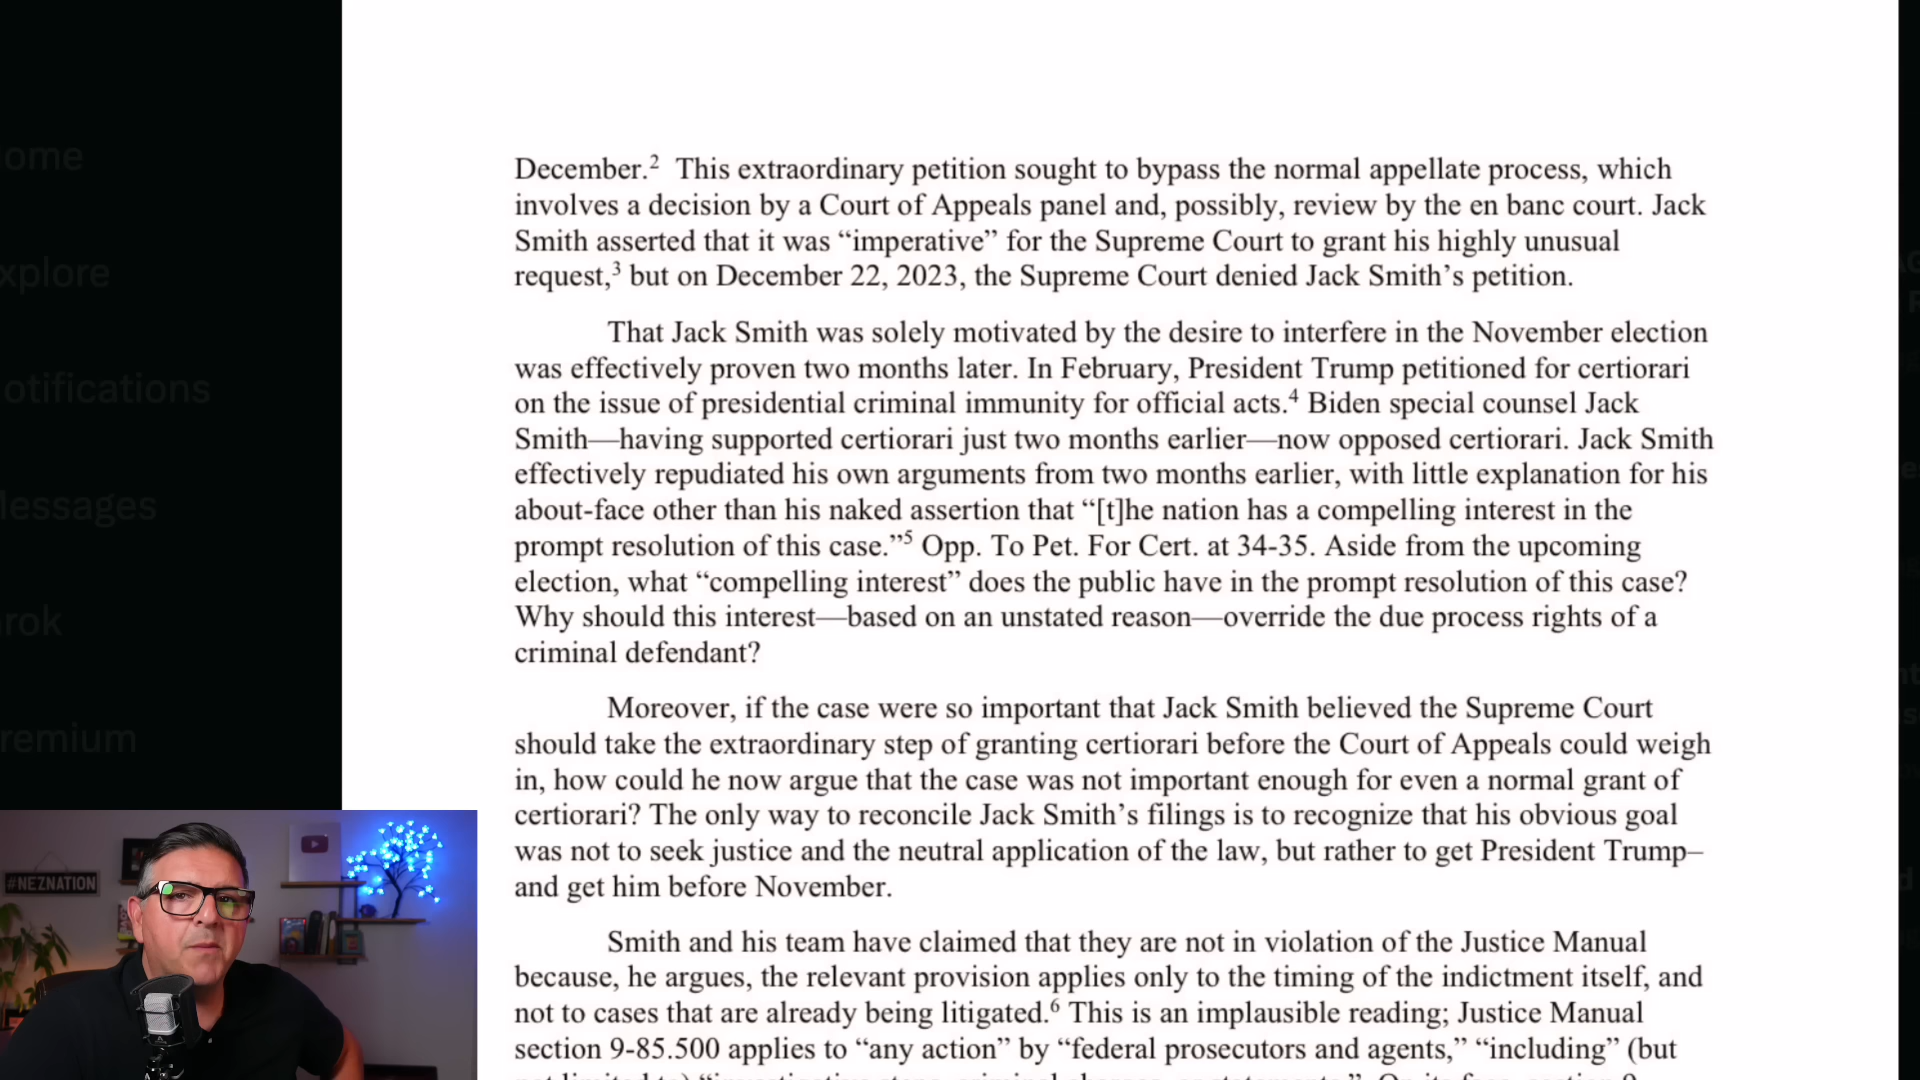 December.2 This extraordinary petition sought to bypass the normal appellate process, which
involves a decision by a Court of Appeals panel and, possibly, review by the en banc court. Jack
Smith asserted that it was “imperative” for the Supreme Court to grant his highly unusual
request,3 but on December 22, 2023, the Supreme Court denied Jack Smith’s petition.
That Jack Smith was solely motivated by the desire to interfere in the November election
was effectively proven two months later. In February, President Trump petitioned for certiorari
on the issue of presidential criminal immunity for official acts.4 Biden special counsel Jack
Smith—having supported certiorari just two months earlier—now opposed certiorari. Jack Smith
effectively repudiated his own arguments from two months earlier, with little explanation for his
about-face other than his naked assertion that “[t]he nation has a compelling interest in the
prompt resolution of this case.”5 Opp. To Pet. For Cert. at 34-35. Aside from the upcoming
election, what “compelling interest” does the public have in the prompt resolution of this case?
Why should this interest—based on an unstated reason—override the due process rights of a
criminal defendant?
Moreover, if the case were so important that Jack Smith believed the Supreme Court
should take the extraordinary step of granting certiorari before the Court of Appeals could weigh
in, how could he now argue that the case was not important enough for even a normal grant of
certiorari? The only way to reconcile Jack Smith’s filings is to recognize that his obvious goal
was not to seek justice and the neutral application of the law, but rather to get President Trump–
and get him before November.
Smith and his team have claimed that they are not in violation of the Justice Manual
because, he argues, the relevant provision applies only to the timing of the indictment itself, and
not to cases that are already being litigated.6 This is an implausible reading; Justice Manual
section 9-85.500 applies to “any action” by “federal prosecutors and agents,” “including” (but
ome
xplore
otifications
essages
rok
remium
#NEZNATION